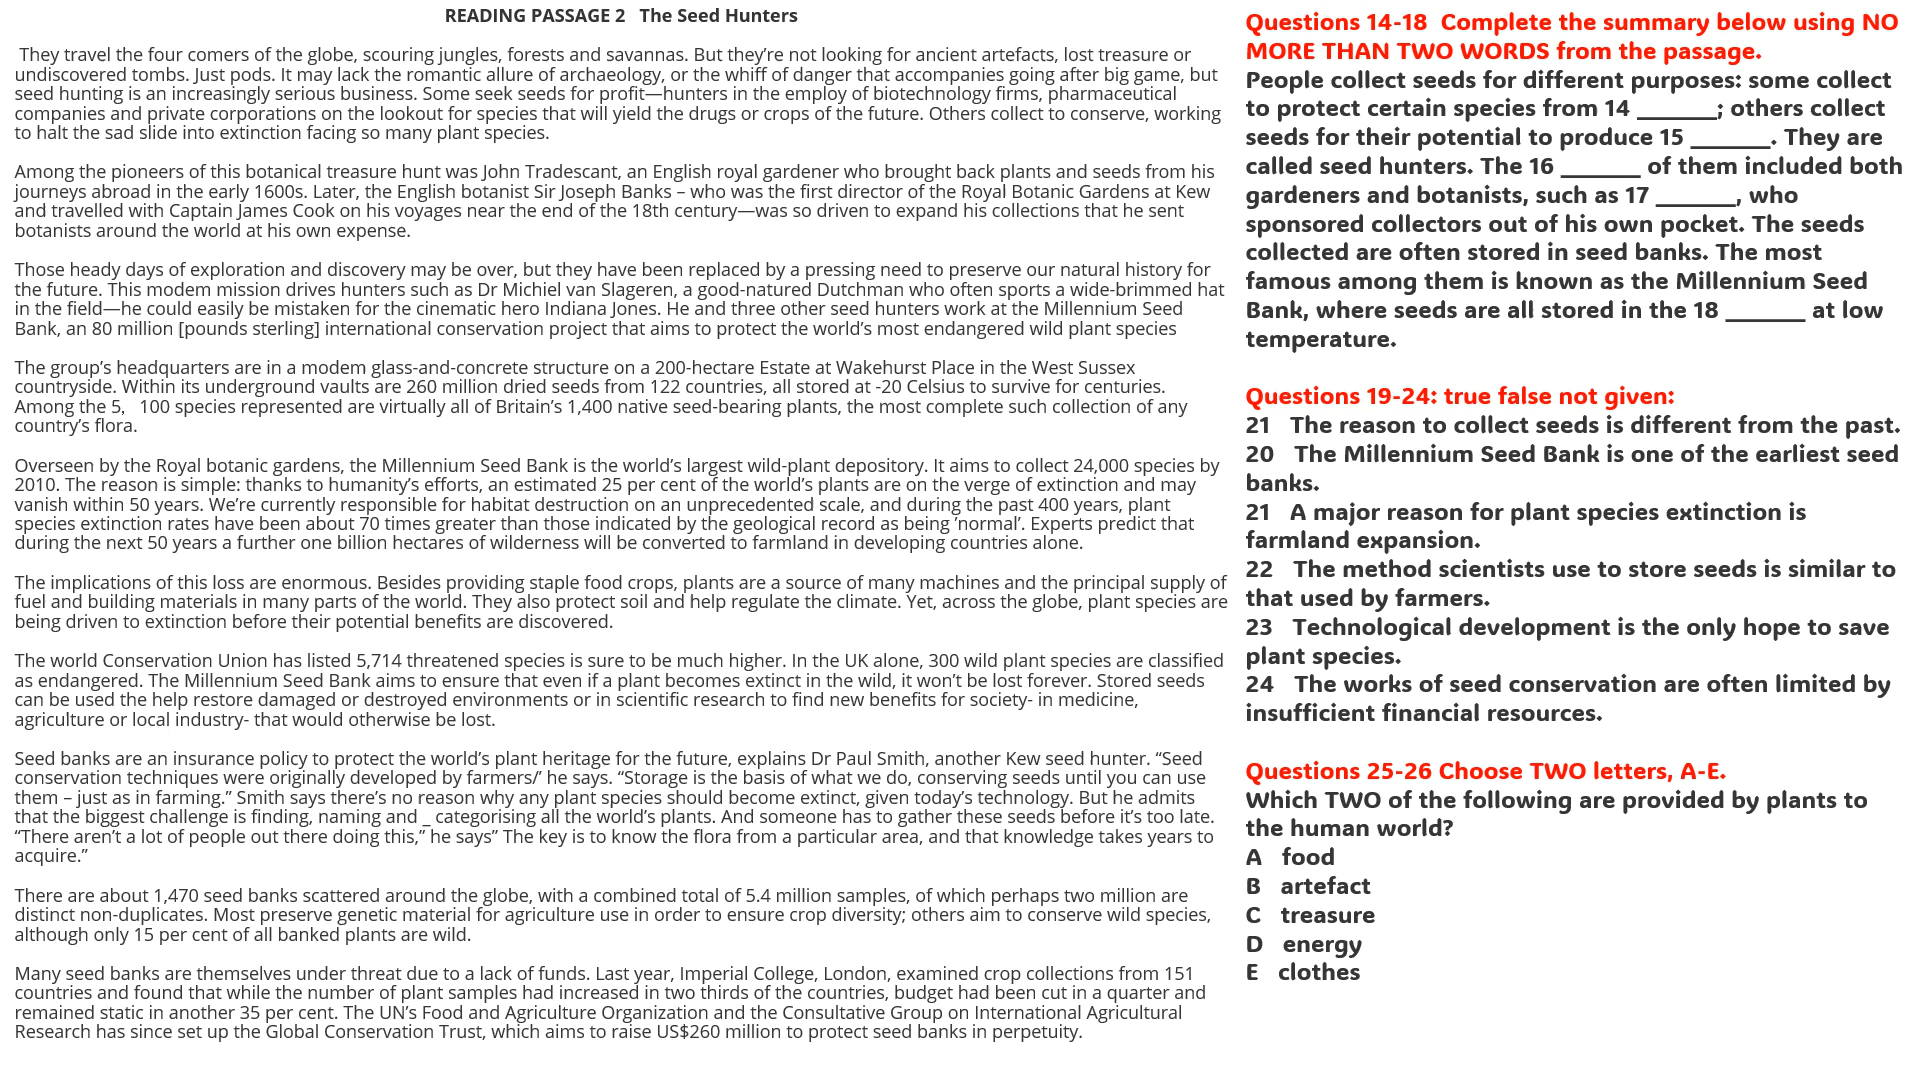 READING PASSAGE 2   The Seed Hunters
They travel the four comers of the globe, scouring jungles, forests and savannas. But they’re not looking for ancient artefacts, lost treasure or
undiscovered tombs. Just pods. It may lack the romantic allure of archaeology, or the whiff of danger that accompanies going after big game, but
seed hunting is an increasingly serious business. Some seek seeds for profit—hunters in the employ of biotechnology firms, pharmaceutical
companies and private corporations on the lookout for species that will yield the drugs or crops of the future. Others collect to conserve, working
to halt the sad slide into extinction facing so many plant species.
Among the pioneers of this botanical treasure hunt was John Tradescant, an English royal gardener who brought back plants and seeds from his
journeys abroad in the early 1600s. Later, the English botanist Sir Joseph Banks – who was the first director of the Royal Botanic Gardens at Kew
and travelled with Captain James Cook on his voyages near the end of the 18th century—was so driven to expand his collections that he sent
botanists around the world at his own expense.
Those heady days of exploration and discovery may be over, but they have been replaced by a pressing need to preserve our natural history for
the future. This modem mission drives hunters such as Dr Michiel van Slageren, a good-natured Dutchman who often sports a wide-brimmed hat
in the field—he could easily be mistaken for the cinematic hero Indiana Jones. He and three other seed hunters work at the Millennium Seed
Bank, an 80 million [pounds sterling] international conservation project that aims to protect the world’s most endangered wild plant species
The group’s headquarters are in a modem glass-and-concrete structure on a 200-hectare Estate at Wakehurst Place in the West Sussex
countryside. Within its underground vaults are 260 million dried seeds from 122 countries, all stored at -20 Celsius to survive for centuries.
Among the 5,   100 species represented are virtually all of Britain’s 1,400 native seed-bearing plants, the most complete such collection of any
country’s flora.
Overseen by the Royal botanic gardens, the Millennium Seed Bank is the world’s largest wild-plant depository. It aims to collect 24,000 species by
2010. The reason is simple: thanks to humanity’s efforts, an estimated 25 per cent of the world’s plants are on the verge of extinction and may
vanish within 50 years. We’re currently responsible for habitat destruction on an unprecedented scale, and during the past 400 years, plant
species extinction rates have been about 70 times greater than those indicated by the geological record as being ’normal’. Experts predict that
during the next 50 years a further one billion hectares of wilderness will be converted to farmland in developing countries alone.
The implications of this loss are enormous. Besides providing staple food crops, plants are a source of many machines and the principal supply of
fuel and building materials in many parts of the world. They also protect soil and help regulate the climate. Yet, across the globe, plant species are
being driven to extinction before their potential benefits are discovered.
The world Conservation Union has listed 5,714 threatened species is sure to be much higher. In the UK alone, 300 wild plant species are classified
as endangered. The Millennium Seed Bank aims to ensure that even if a plant becomes extinct in the wild, it won’t be lost forever. Stored seeds
can be used the help restore damaged or destroyed environments or in scientific research to find new benefits for society- in medicine,
agriculture or local industry- that would otherwise be lost.
Seed banks are an insurance policy to protect the world’s plant heritage for the future, explains Dr Paul Smith, another Kew seed hunter. “Seed
conservation techniques were originally developed by farmers/’ he says. “Storage is the basis of what we do, conserving seeds until you can use
them – just as in farming.” Smith says there’s no reason why any plant species should become extinct, given today’s technology. But he admits
that the biggest challenge is finding, naming and _ categorising all the world’s plants. And someone has to gather these seeds before it’s too late.
“There aren’t a lot of people out there doing this,” he says” The key is to know the flora from a particular area, and that knowledge takes years to
acquire.”
There are about 1,470 seed banks scattered around the globe, with a combined total of 5.4 million samples, of which perhaps two million are
distinct non-duplicates. Most preserve genetic material for agriculture use in order to ensure crop diversity; others aim to conserve wild species,
although only 15 per cent of all banked plants are wild.
Many seed banks are themselves under threat due to a lack of funds. Last year, Imperial College, London, examined crop collections from 151
countries and found that while the number of plant samples had increased in two thirds of the countries, budget had been cut in a quarter and
remained static in another 35 per cent. The UN’s Food and Agriculture Organization and the Consultative Group on International Agricultural
Research has since set up the Global Conservation Trust, which aims to raise US$260 million to protect seed banks in perpetuity.
Questions 14-18  Complete the summary below using NO
MORE THAN TWO WORDS from the passage.
People collect seeds for different purposes: some collect
to protect certain species from 14 _______; others collect
seeds for their potential to produce 15 _______. They are
called seed hunters. The 16 _______ of them included both
gardeners and botanists, such as 17 _______, who
sponsored collectors out of his own pocket. The seeds
collected are often stored in seed banks. The most
famous among them is known as the Millennium Seed
Bank, where seeds are all stored in the 18 _______ at low
temperature.
Questions 19-24: true false not given:
21   The reason to collect seeds is different from the past.
20   The Millennium Seed Bank is one of the earliest seed
banks.
21   A major reason for plant species extinction is
farmland expansion.
22   The method scientists use to store seeds is similar to
that used by farmers.
23   Technological development is the only hope to save
plant species.
24   The works of seed conservation are often limited by
insufficient financial resources.
Questions 25-26 Choose TWO letters, A-E.
Which TWO of the following are provided by plants to
the human world?
A   food
B   artefact
C   treasure
D   energy
E   clothes